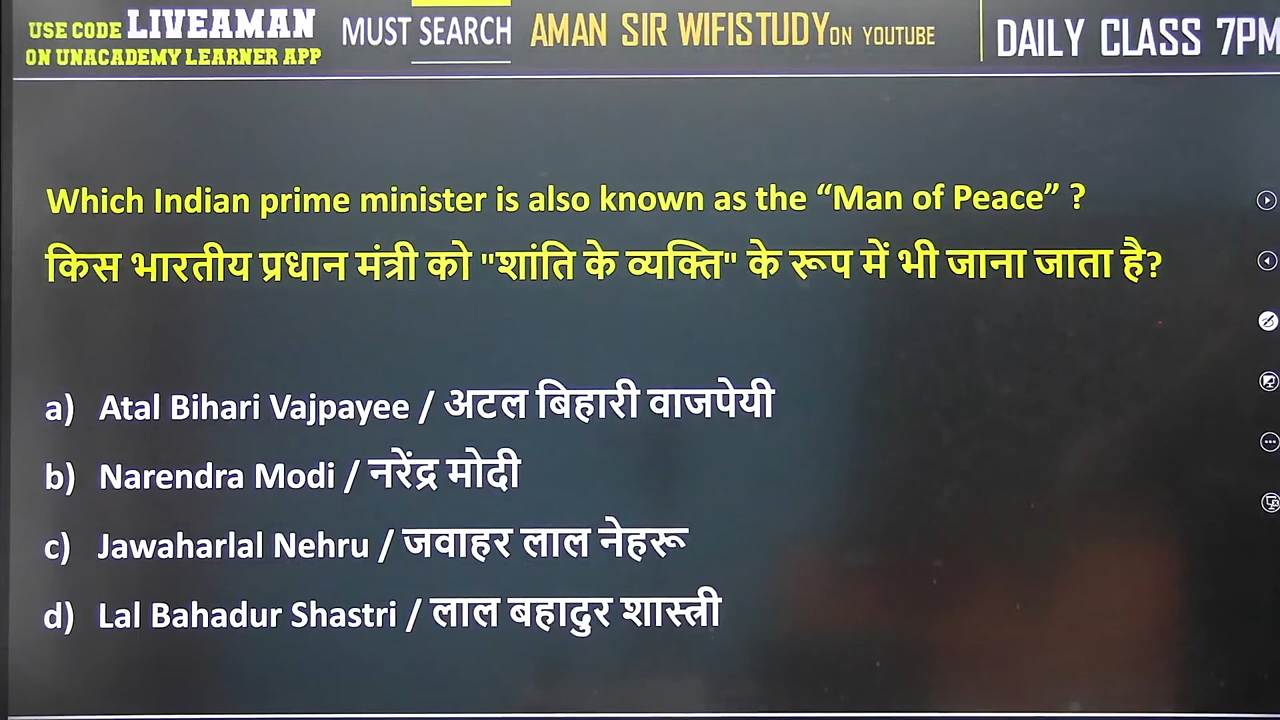 USE CODE LIVEAMAN
ON UNACADEMY LEARNER APP
MUST SEARCH
AMAN SIR WIFISTUDY ON YOUTUBE
DAILY CLASS 7PM
Which Indian prime minister is also known as the “Man of Peace” ?
किस भारतीय प्रधान मंत्री को "शांति के व्यक्ति" के रूप में भी जाना जाता है?
a) Atal Bihari Vajpayee / अटल बिहारी वाजपेयी
b) Narendra Modi / नरेंद्र मोदी
c) Jawaharlal Nehru / जवाहर लाल नेहरू
d) Lal Bahadur Shastri / लाल बहादुर शास्त्री